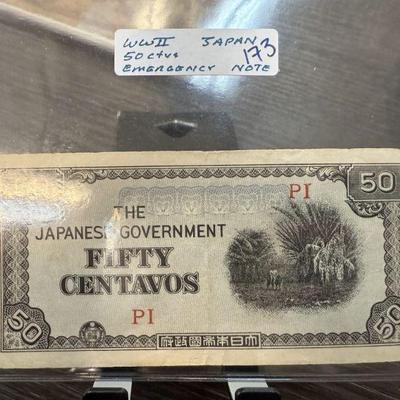 WWII JAPAN
50 ctvs 173
EMERGENCY NOTE
PI 50
THE
JAPANESE GOVERNMENT
FIFTY
CENTAVOS
PI
50 50
府政國帝本日大